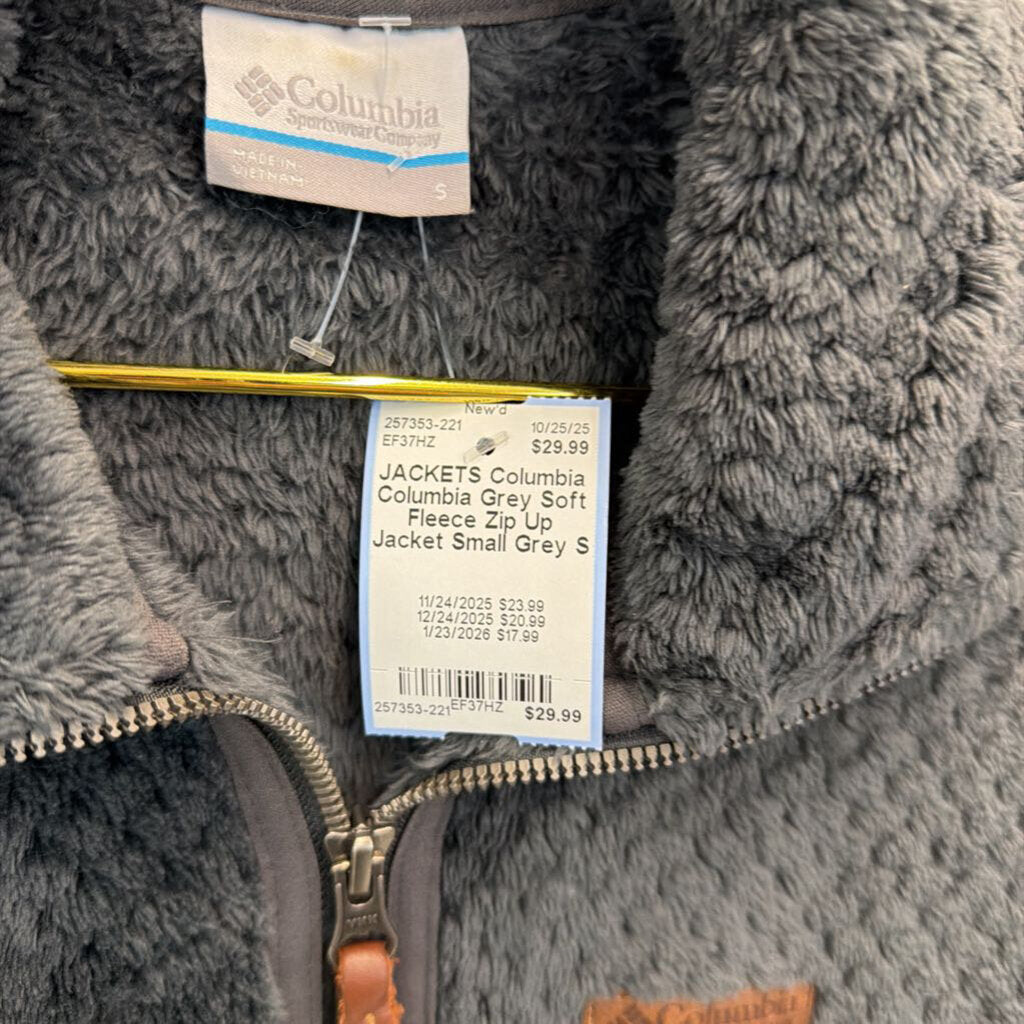 Columbia
Sportswear Company
MADE IN
VIETNAM
S
New'd
257353-221 10/25/25
EF37HZ $29.99
JACKETS Columbia
Columbia Grey Soft
Fleece Zip Up
Jacket Small Grey S
11/24/2025 $23.99
12/24/2025 $20.99
1/23/2026 $17.99
257353-221 EF37HZ $29.99
YKK
Columbia